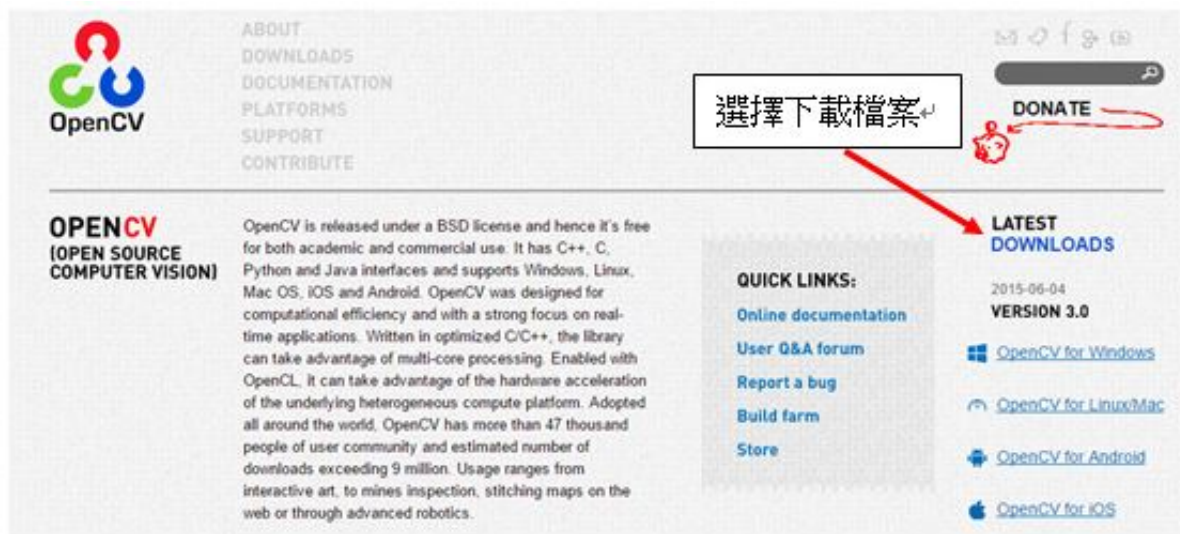 OpenCV
ABOUT
DOWNLOADS
DOCUMENTATION
PLATFORMS
SUPPORT
CONTRIBUTE
選擇下載檔案
DONATE
OPENCV
(OPEN SOURCE
COMPUTER VISION)
OpenCV is released under a BSD license and hence it's free
for both academic and commercial use. It has C++, C,
Python and Java interfaces and supports Windows, Linux,
Mac OS, iOS and Android. OpenCV was designed for
computational efficiency and with a strong focus on real-
time applications. Written in optimized C/C++, the library
can take advantage of multi-core processing. Enabled with
OpenCL, it can take advantage of the hardware acceleration
of the underlying heterogeneous compute platform. Adopted
all around the world, OpenCV has more than 47 thousand
people of user community and estimated number of
downloads exceeding 9 million. Usage ranges from
interactive art, to mines inspection, stitching maps on the
web or through advanced robotics.
QUICK LINKS:
Online documentation
User Q&A forum
Report a bug
Build farm
Store
LATEST
DOWNLOADS
2015-06-04
VERSION 3.0
OpenCV for Windows
OpenCV for Linux/Mac
OpenCV for Android
OpenCV for iOS